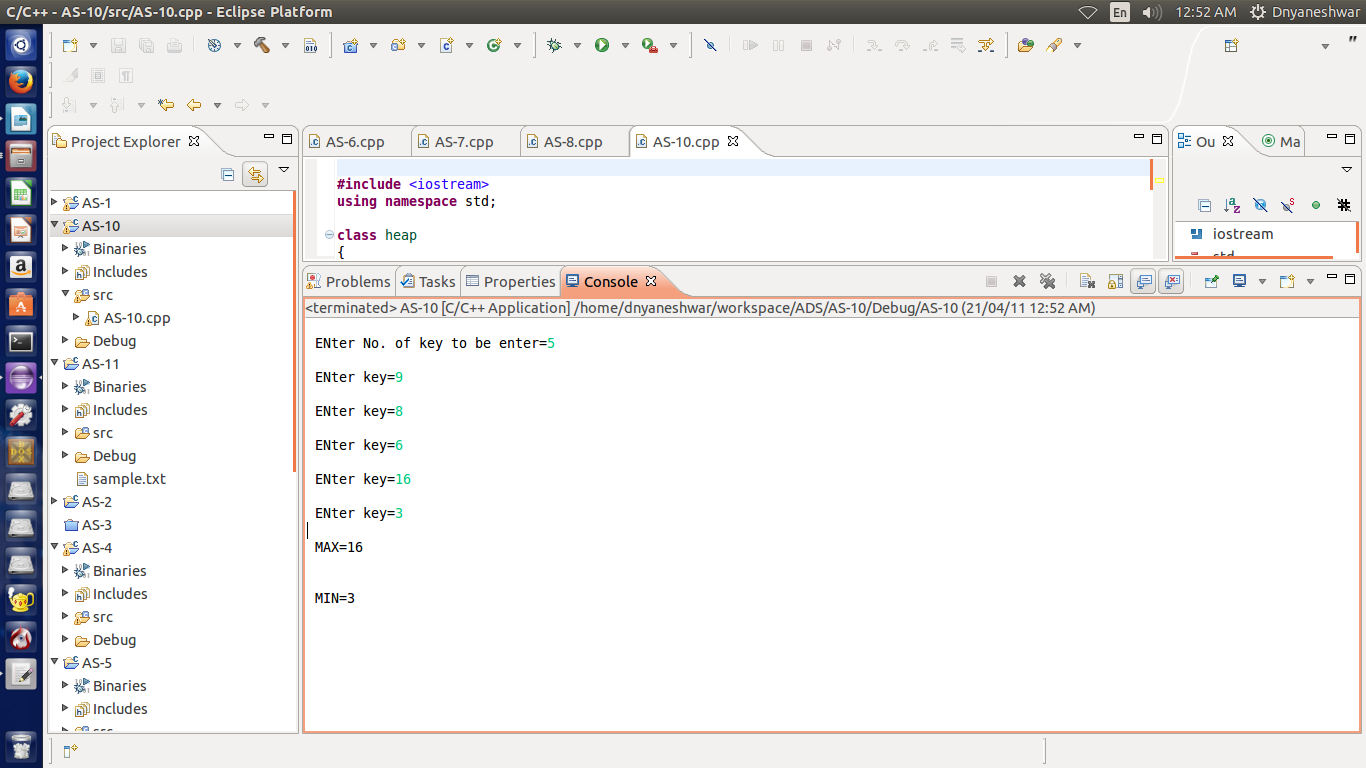 C/C++ - AS-10/src/AS-10.cpp - Eclipse Platform
En
12:52 AM
Dnyaneshwar
Project Explorer
AS-1
AS-10
Binaries
Includes
src
AS-10.cpp
Debug
AS-11
Binaries
Includes
src
Debug
sample.txt
AS-2
AS-3
AS-4
Binaries
Includes
src
Debug
AS-5
Binaries
Includes
src
AS-6.cpp
AS-7.cpp
AS-8.cpp
AS-10.cpp
#include <iostream>
using namespace std;
class heap
{
Ou
Ma
iostream
std
Problems
Tasks
Properties
Console
<terminated> AS-10 [C/C++ Application] /home/dnyaneshwar/workspace/ADS/AS-10/Debug/AS-10 (21/04/11 12:52 AM)
ENter No. of key to be enter=5
ENter key=9
ENter key=8
ENter key=6
ENter key=16
ENter key=3
MAX=16
MIN=3